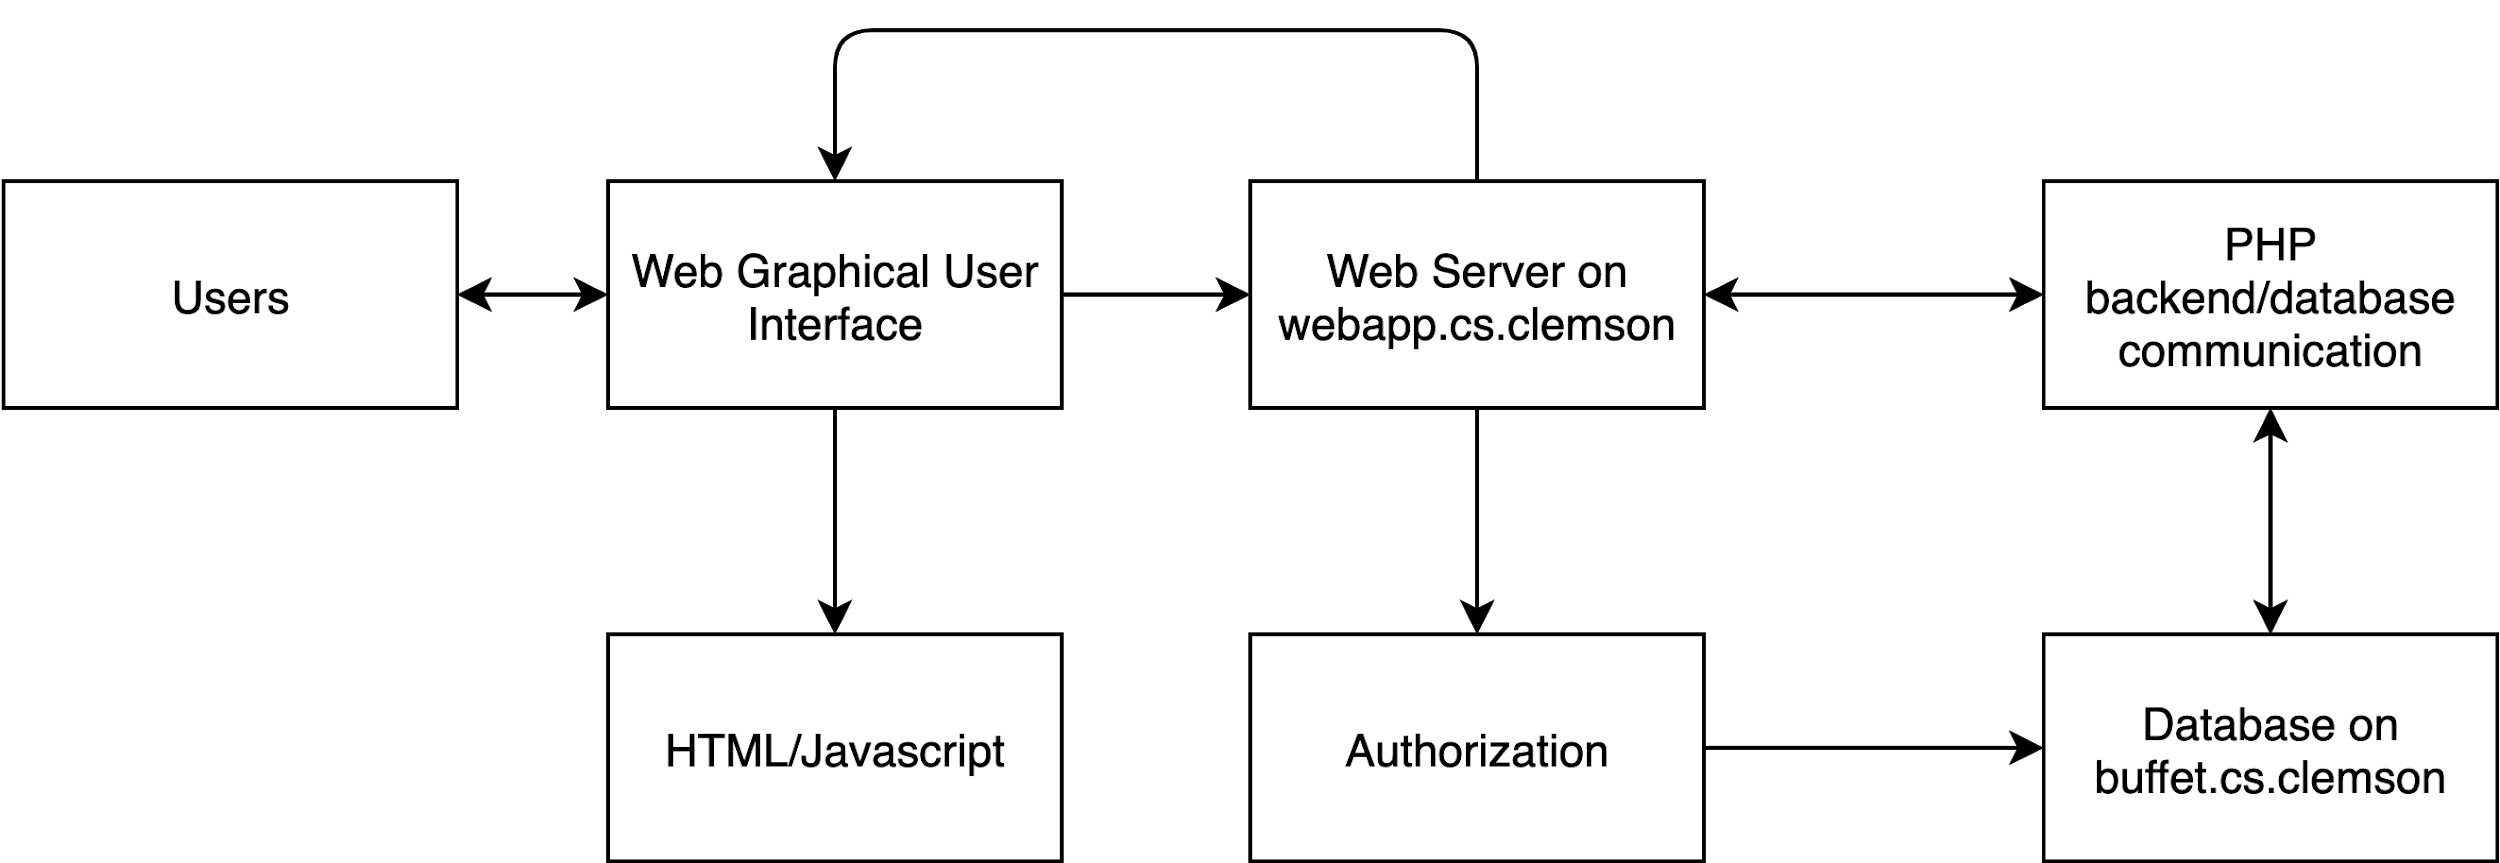 Users
Web Graphical User
Interface
Web Server on
webapp.cs.clemson
PHP
backend/database
communication
HTML/Javascript
Authorization
Database on
buffet.cs.clemson